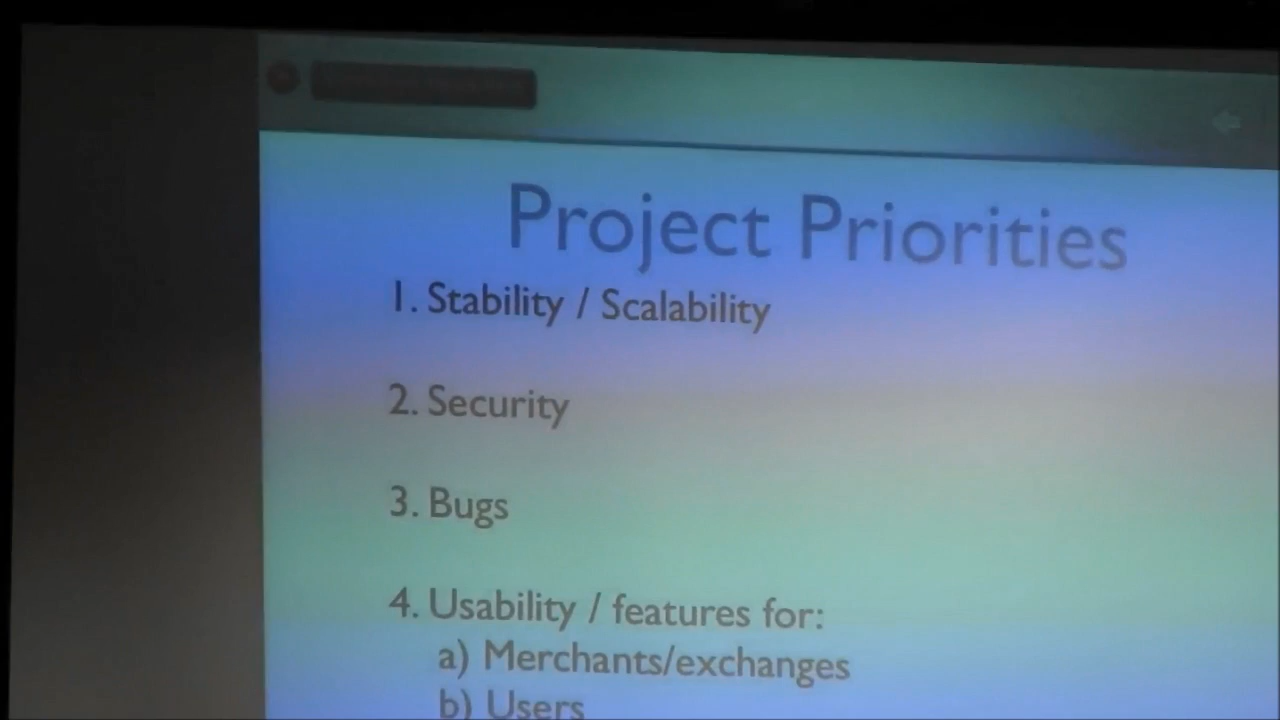 Project Priorities
1. Stability / Scalability
2. Security
3. Bugs
4. Usability / features for:
a) Merchants/exchanges
b) Users